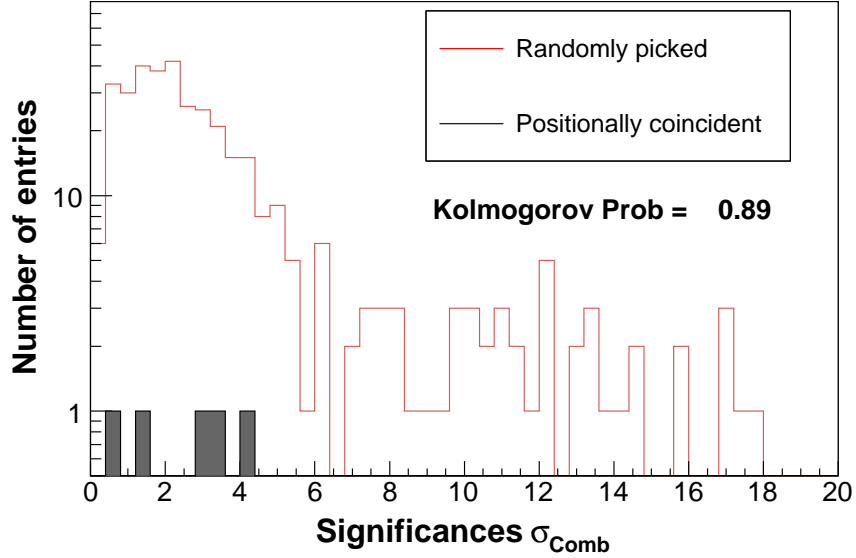 Randomly picked
Positionally coincident
Kolmogorov Prob = 0.89
Number of entries
10
1
0 2 4 6 8 10 12 14 16 18 20
Significances σComb